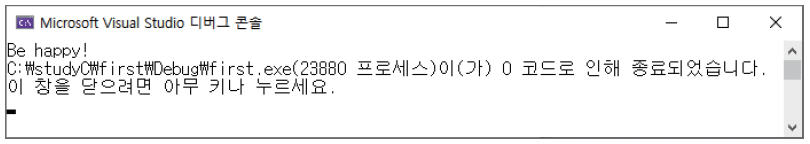 Microsoft Visual Studio 디버그 콘솔
Be happy!
C:₩studyC₩first₩Debug₩first.exe(23880 프로세스)이(가) 0 코드로 인해 종료되었습니다.
이 창을 닫으려면 아무 키나 누르세요.